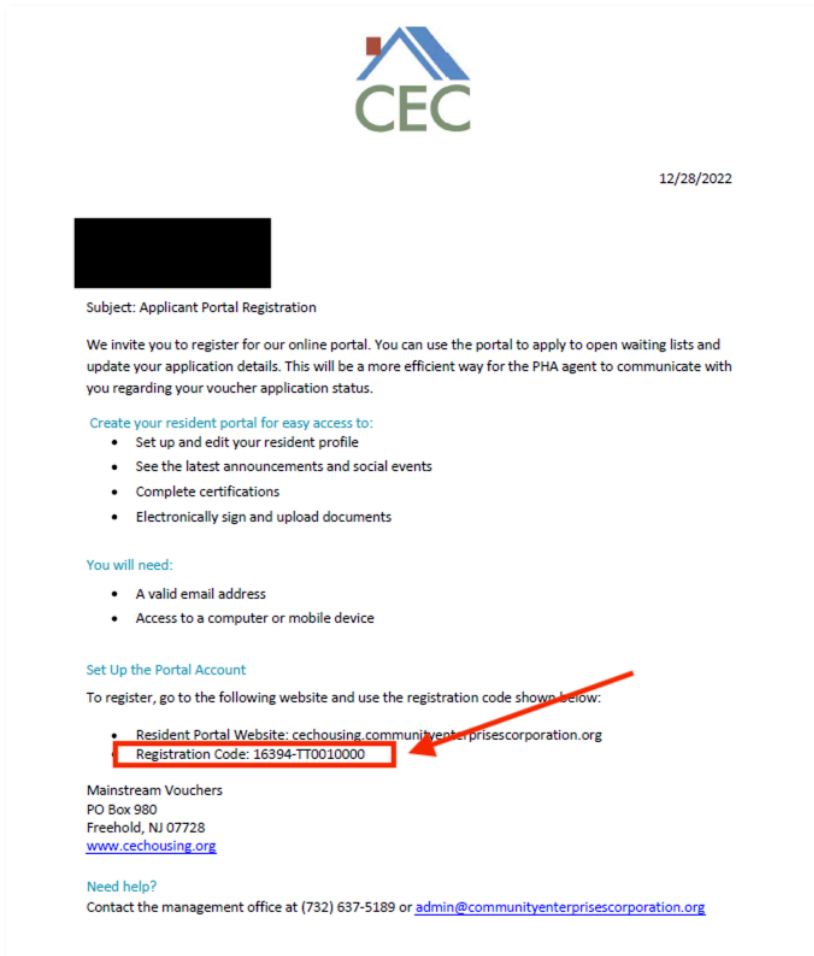 CEC
12/28/2022
Subject: Applicant Portal Registration
We invite you to register for our online portal. You can use the portal to apply to open waiting lists and
update your application details. This will be a more efficient way for the PHA agent to communicate with
you regarding your voucher application status.
Create your resident portal for easy access to:
• Set up and edit your resident profile
• See the latest announcements and social events
• Complete certifications
• Electronically sign and upload documents
You will need:
• A valid email address
• Access to a computer or mobile device
Set Up the Portal Account
To register, go to the following website and use the registration code shown below:
• Resident Portal Website: cechousing.communityenterprisescorporation.org
• Registration Code: 16394-TT0010000
Mainstream Vouchers
PO Box 980
Freehold, NJ 07728
www.cechousing.org
Need help?
Contact the management office at (732) 637-5189 or admin@communityenterprisescorporation.org